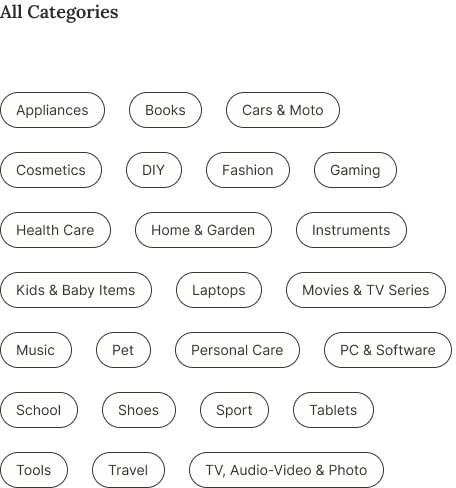 All Categories
Appliances Books Cars & Moto
Cosmetics DIY Fashion Gaming
Health Care Home & Garden Instruments
Kids & Baby Items Laptops Movies & TV Series
Music Pet Personal Care PC & Software
School Shoes Sport Tablets
Tools Travel TV, Audio-Video & Photo